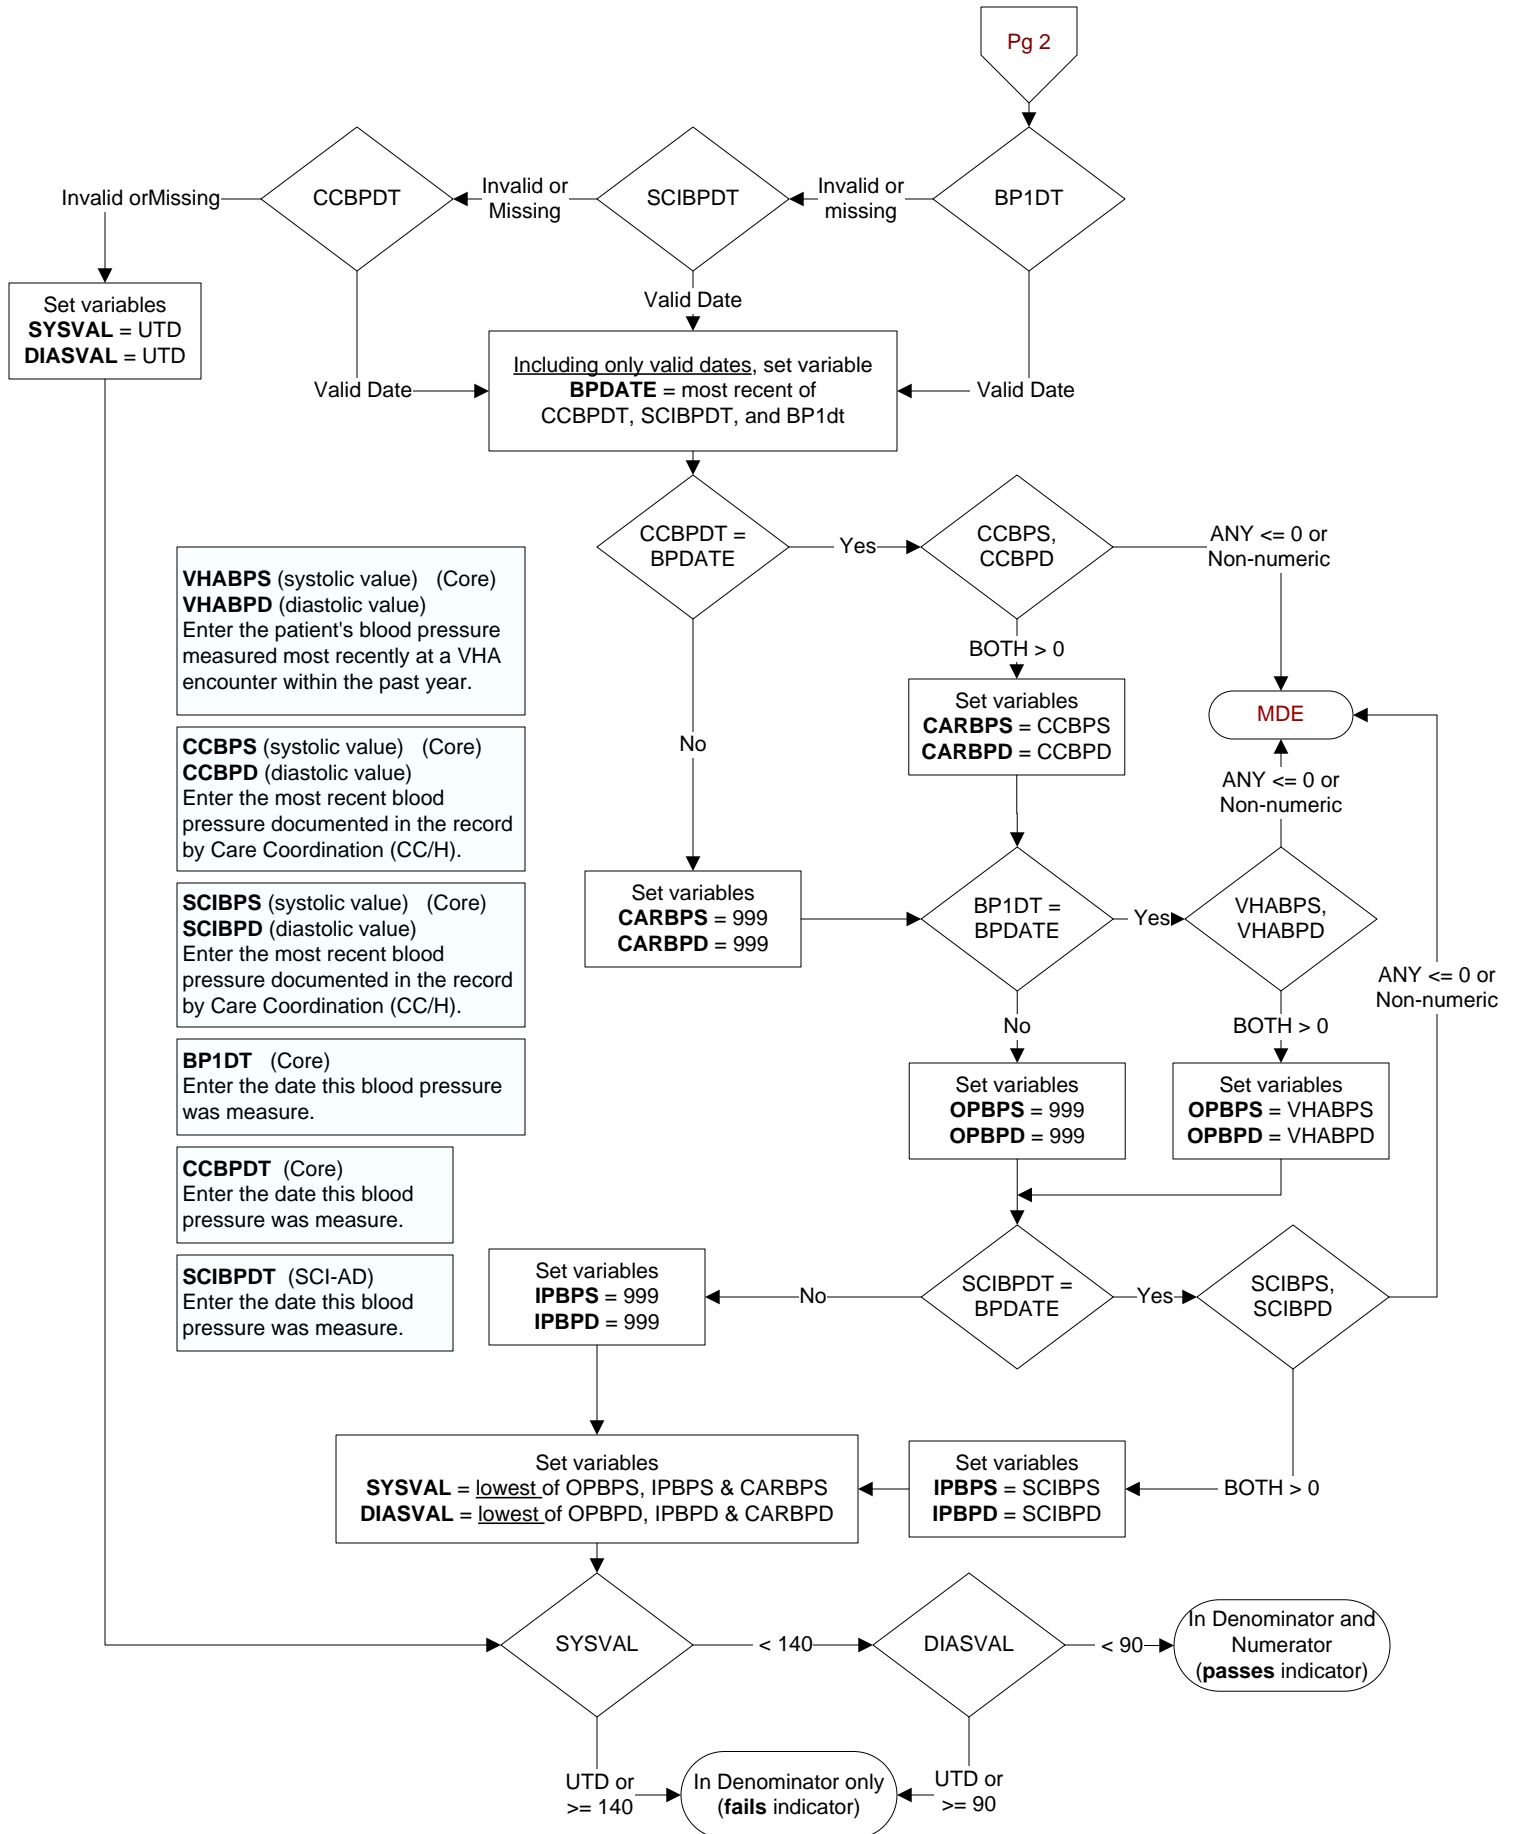 Pg 2
BP1DT
Invalid or
missing
SCIBPDT
Invalid or
Missing
CCBPDT
Invalid orMissing
Set variables
SYSVAL = UTD
DIASVAL = UTD
Valid Date
Valid Date
Valid Date
Including only valid dates, set variable
BPDATE = most recent of
CCBPDT, SCIBPDT, and BP1dt
CCBPDT =
BPDATE
Yes
CCBPS,
CCBPD
ANY <= 0 or
Non-numeric
BOTH > 0
Set variables
CARBPS = CCBPS
CARBPD = CCBPD
MDE
No
Set variables
CARBPS = 999
CARBPD = 999
BP1DT =
BPDATE
Yes
VHABPS,
VHABPD
ANY <= 0 or
Non-numeric
ANY <= 0 or
Non-numeric
No
BOTH > 0
Set variables
OPBPS = 999
OPBPD = 999
Set variables
OPBPS = VHABPS
OPBPD = VHABPD
SCIBPDT =
BPDATE
Yes
SCIBPS,
SCIBPD
No
Set variables
IPBPS = 999
IPBPD = 999
BOTH > 0
Set variables
IPBPS = SCIBPS
IPBPD = SCIBPD
Set variables
SYSVAL = lowest of OPBPS, IPBPS & CARBPS
DIASVAL = lowest of OPBPD, IPBPD & CARBPD
SYSVAL
< 140
DIASVAL
< 90
In Denominator and
Numerator
(passes indicator)
UTD or
>= 140
In Denominator only
(fails indicator)
UTD or
>= 90
VHABPS (systolic value) (Core)
VHABPD (diastolic value)
Enter the patient's blood pressure
measured most recently at a VHA
encounter within the past year.
CCBPS (systolic value) (Core)
CCBPD (diastolic value)
Enter the most recent blood
pressure documented in the record
by Care Coordination (CC/H).
SCIBPS (systolic value) (Core)
SCIBPD (diastolic value)
Enter the most recent blood
pressure documented in the record
by Care Coordination (CC/H).
BP1DT (Core)
Enter the date this blood pressure
was measure.
CCBPDT (Core)
Enter the date this blood
pressure was measure.
SCIBPDT (SCI-AD)
Enter the date this blood
pressure was measure.